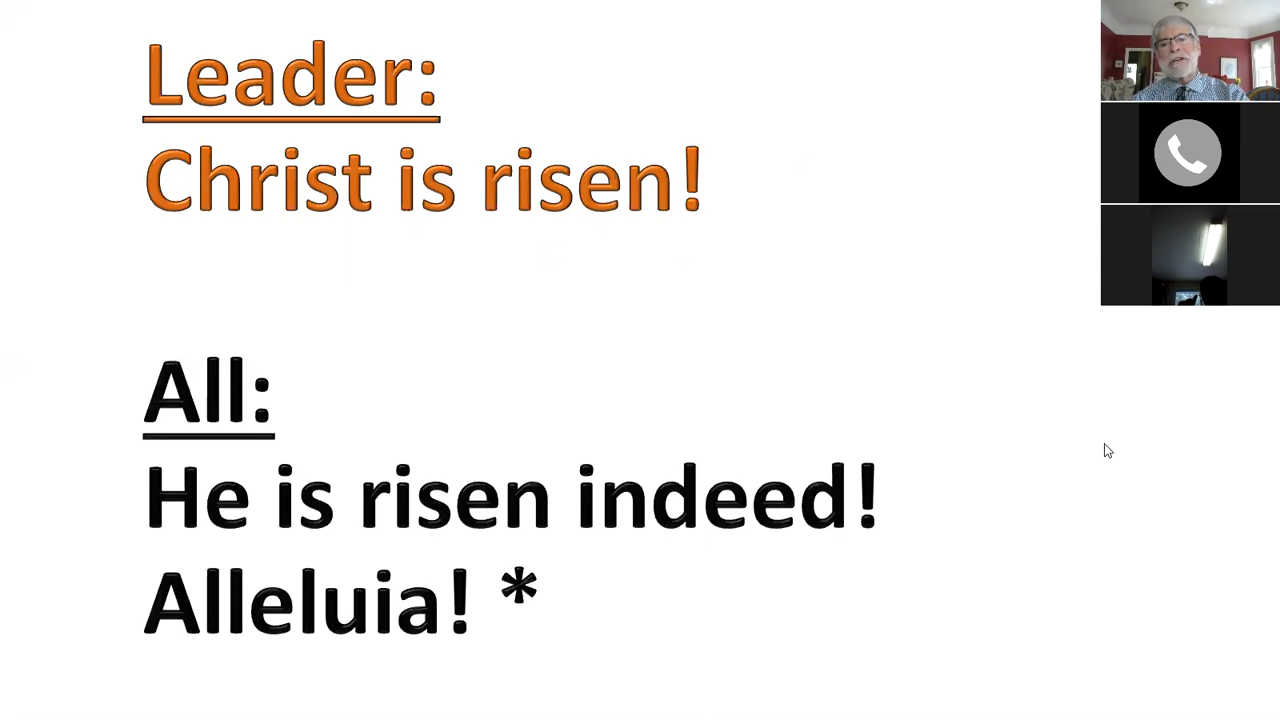 Leader:
Christ is risen!
All:
He is risen indeed!
Alleluia! *